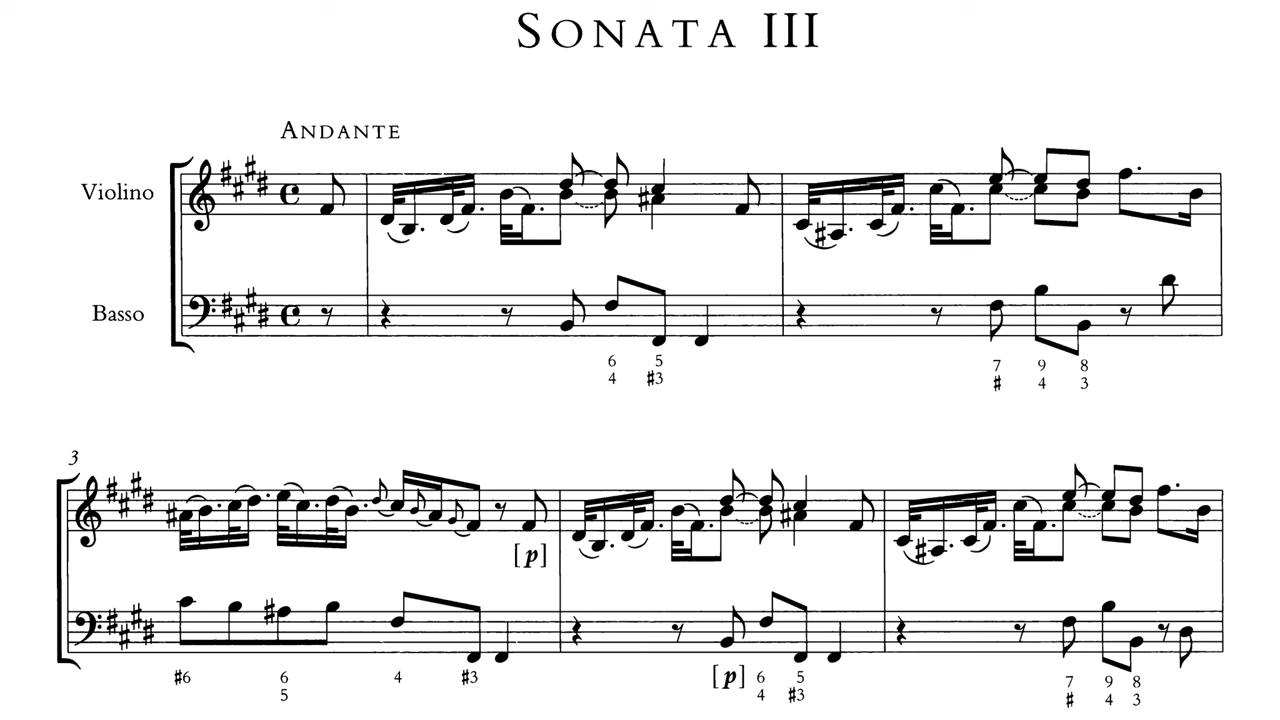 SONATA III
ANDANTE
Violino
Basso
6 5
4 #3
7 9 8
# 4 3
3
[p]
#6 6 4 #3
5
[p] 6 5
4 #3
7 9 8
# 4 3